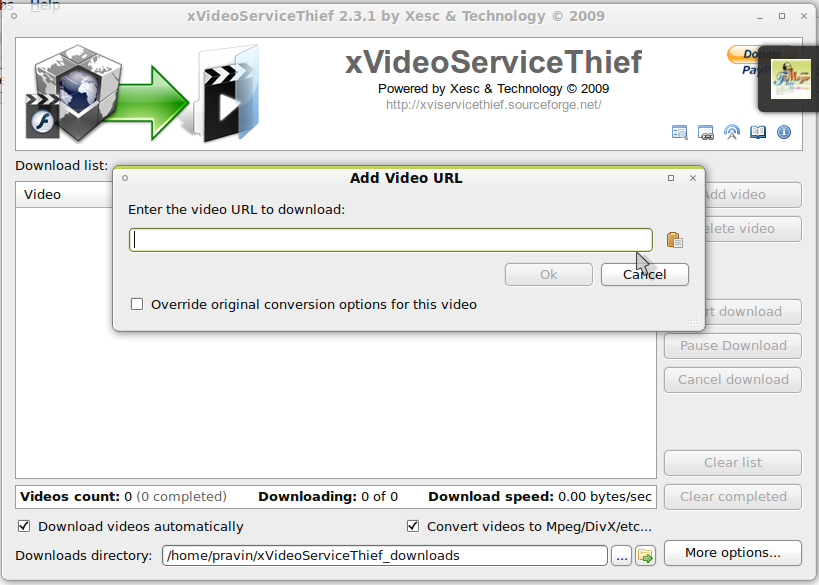 Help
xVideoServiceThief 2.3.1 by Xesc & Technology © 2009
xVideoServiceThief
Powered by Xesc & Technology © 2009
http://xviservicethief.sourceforge.net/
Donate
PayP
Download list:
Video
Add video
elete video
Add Video URL
Enter the video URL to download:
Ok
Cancel
Override original conversion options for this video
rt download
Pause Download
Cancel download
Clear list
Clear completed
Videos count: 0 (0 completed)
Downloading: 0 of 0
Download speed: 0.00 bytes/sec
Download videos automatically
Convert videos to Mpeg/DivX/etc...
Downloads directory:
/home/pravin/xVideoServiceThief_downloads
...
More options...